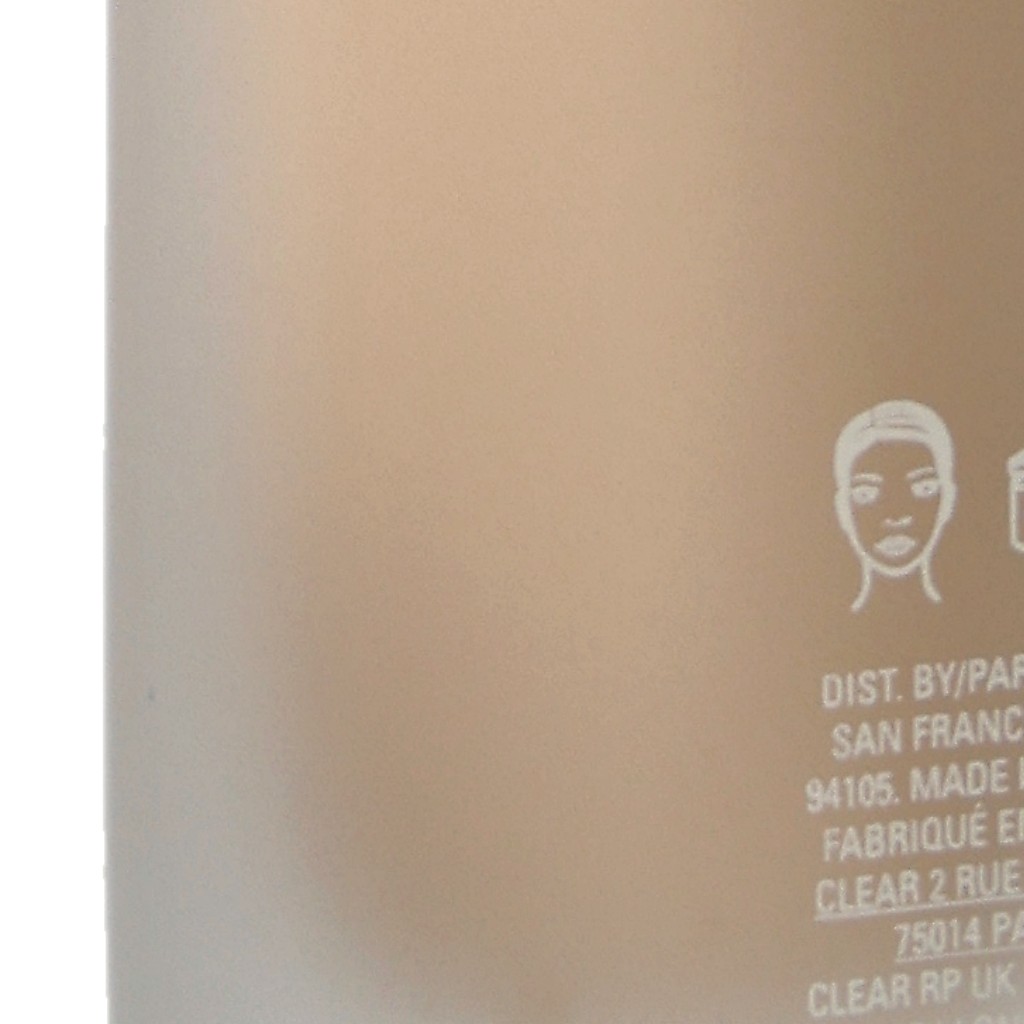 DIST. BY/PAR
SAN FRANC
94105. MADE
FABRIQUÉ E
CLEAR 2 RUE
75014 PA
CLEAR RP UK